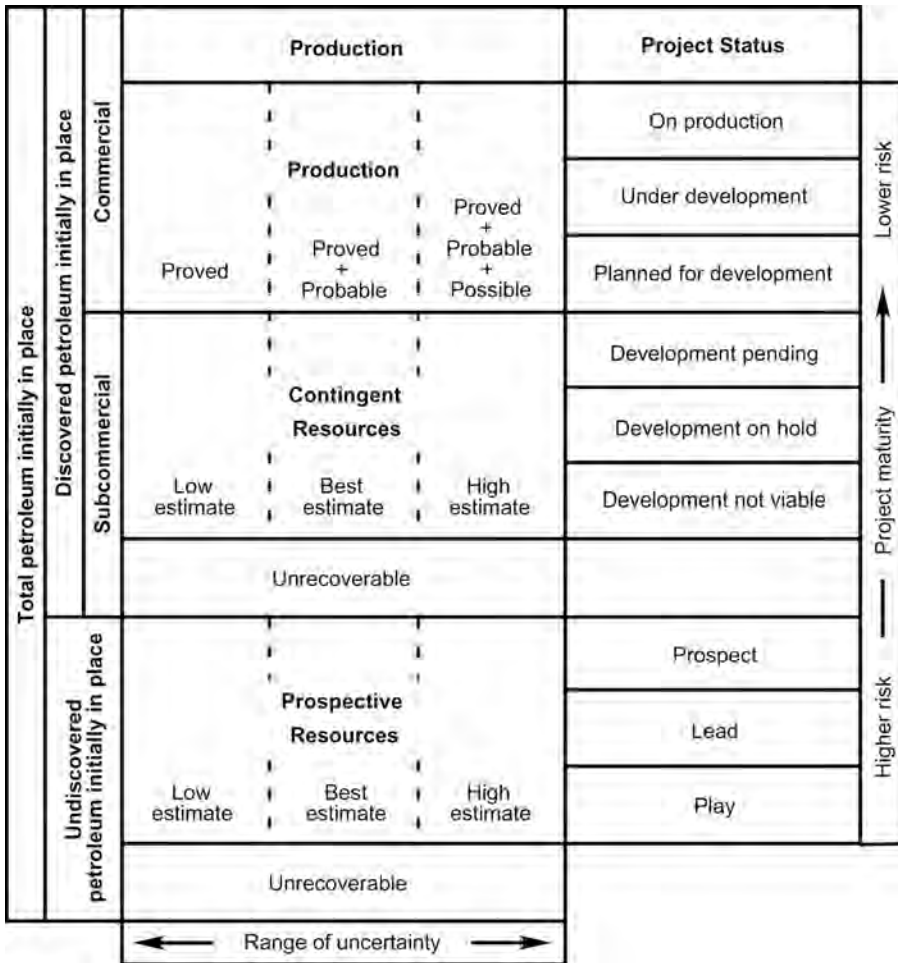 Production
Project Status
Total petroleum initially in place
Discovered petroleum initially in place
Commercial
Production
Proved
Proved
+
Probable
Proved
+
Probable
+
Possible
On production
Under development
Planned for development
Subcommercial
Contingent
Resources
Low
estimate
Best
estimate
High
estimate
Development pending
Development on hold
Development not viable
Unrecoverable
Undiscovered
petroleum initially in place
Prospective
Resources
Low
estimate
Best
estimate
High
estimate
Prospect
Lead
Play
Unrecoverable
Lower risk
Project maturity
Higher risk
Range of uncertainty